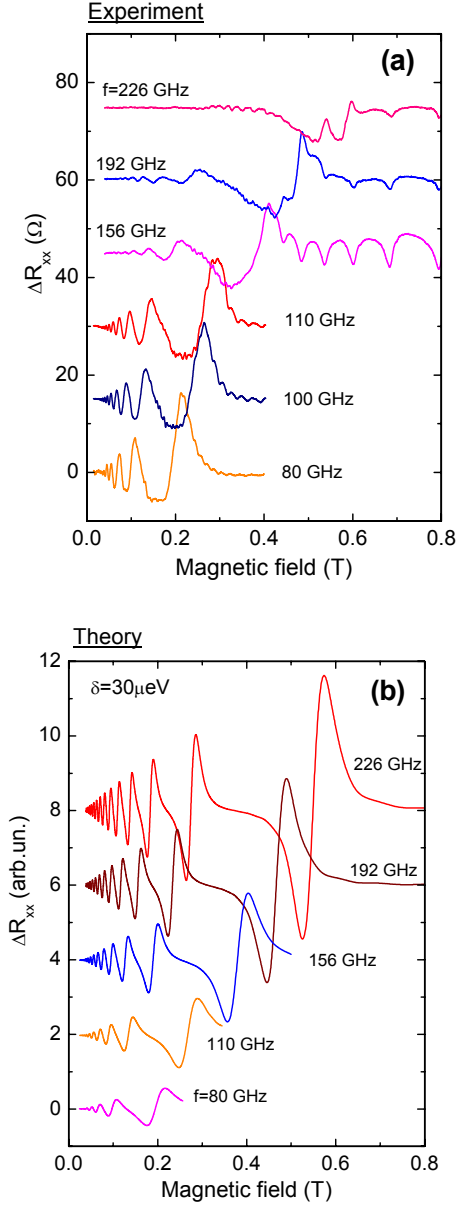 Experiment
(a)
f=226 GHz
192 GHz
156 GHz
110 GHz
100 GHz
80 GHz
80
60
40
20
0
ΔRxx (Ω)
0.0 0.2 0.4 0.6 0.8
Magnetic field (T)
Theory
δ=30μeV
(b)
226 GHz
192 GHz
156 GHz
110 GHz
f=80 GHz
12
10
8
6
4
2
0
ΔRxx (arb.un.)
0.0 0.2 0.4 0.6 0.8
Magnetic field (T)